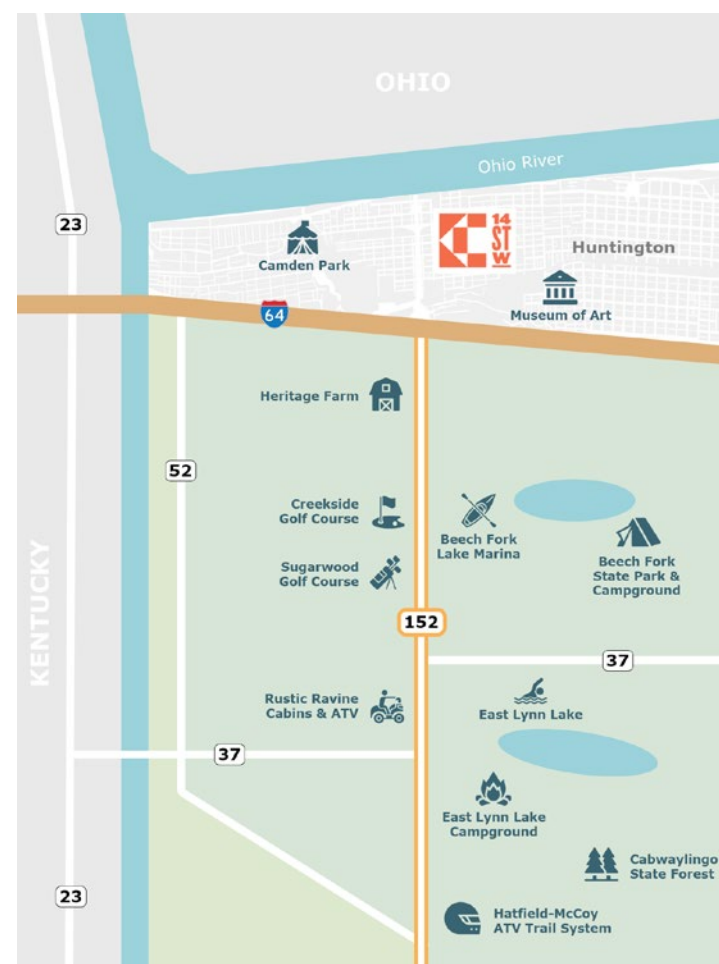 OHIO
Ohio River
23
14
ST
W
Huntington
Camden Park
Museum of Art
64
Heritage Farm
52
Creekside
Golf Course
Beech Fork
Lake Marina
Beech Fork
State Park &
Campground
Sugarwood
Golf Course
KENTUCKY
152
37
Rustic Ravine
Cabins & ATV
East Lynn Lake
37
East Lynn Lake
Campground
Cabwaylingo
State Forest
23
Hatfield-McCoy
ATV Trail System